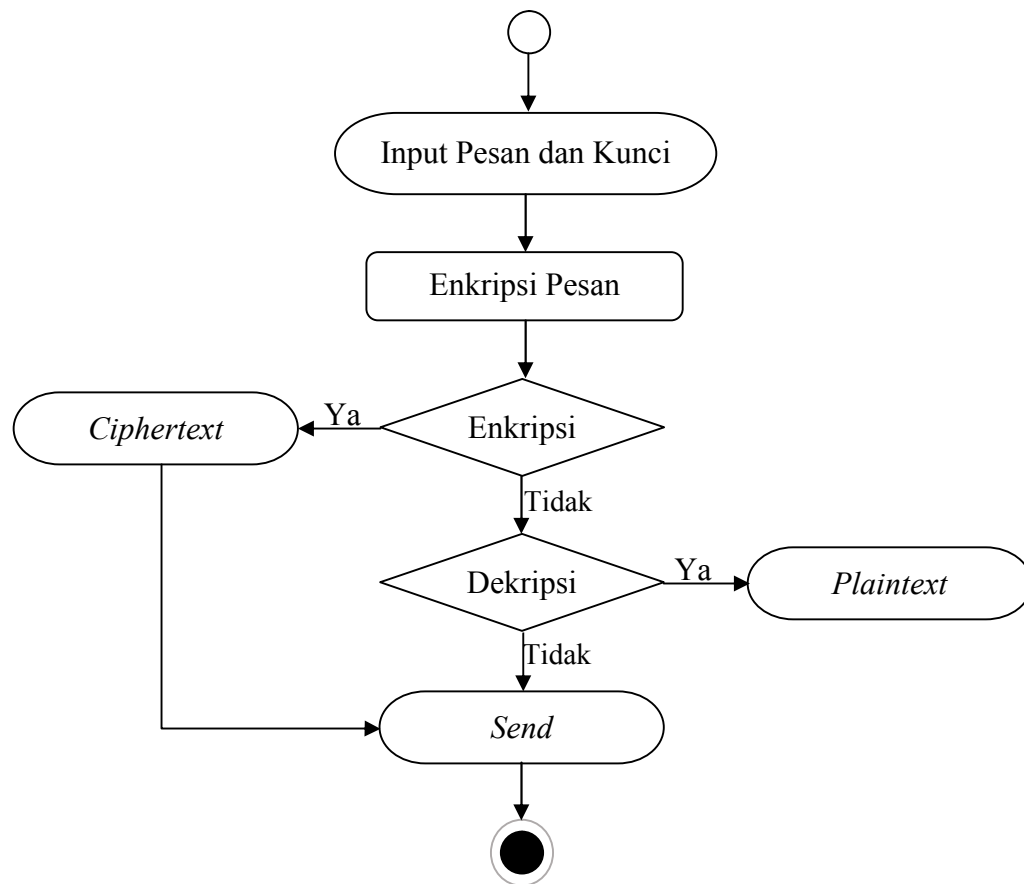 Input Pesan dan Kunci
Enkripsi Pesan
Ciphertext
Ya
Enkripsi
Tidak
Dekripsi
Ya
Plaintext
Tidak
Send